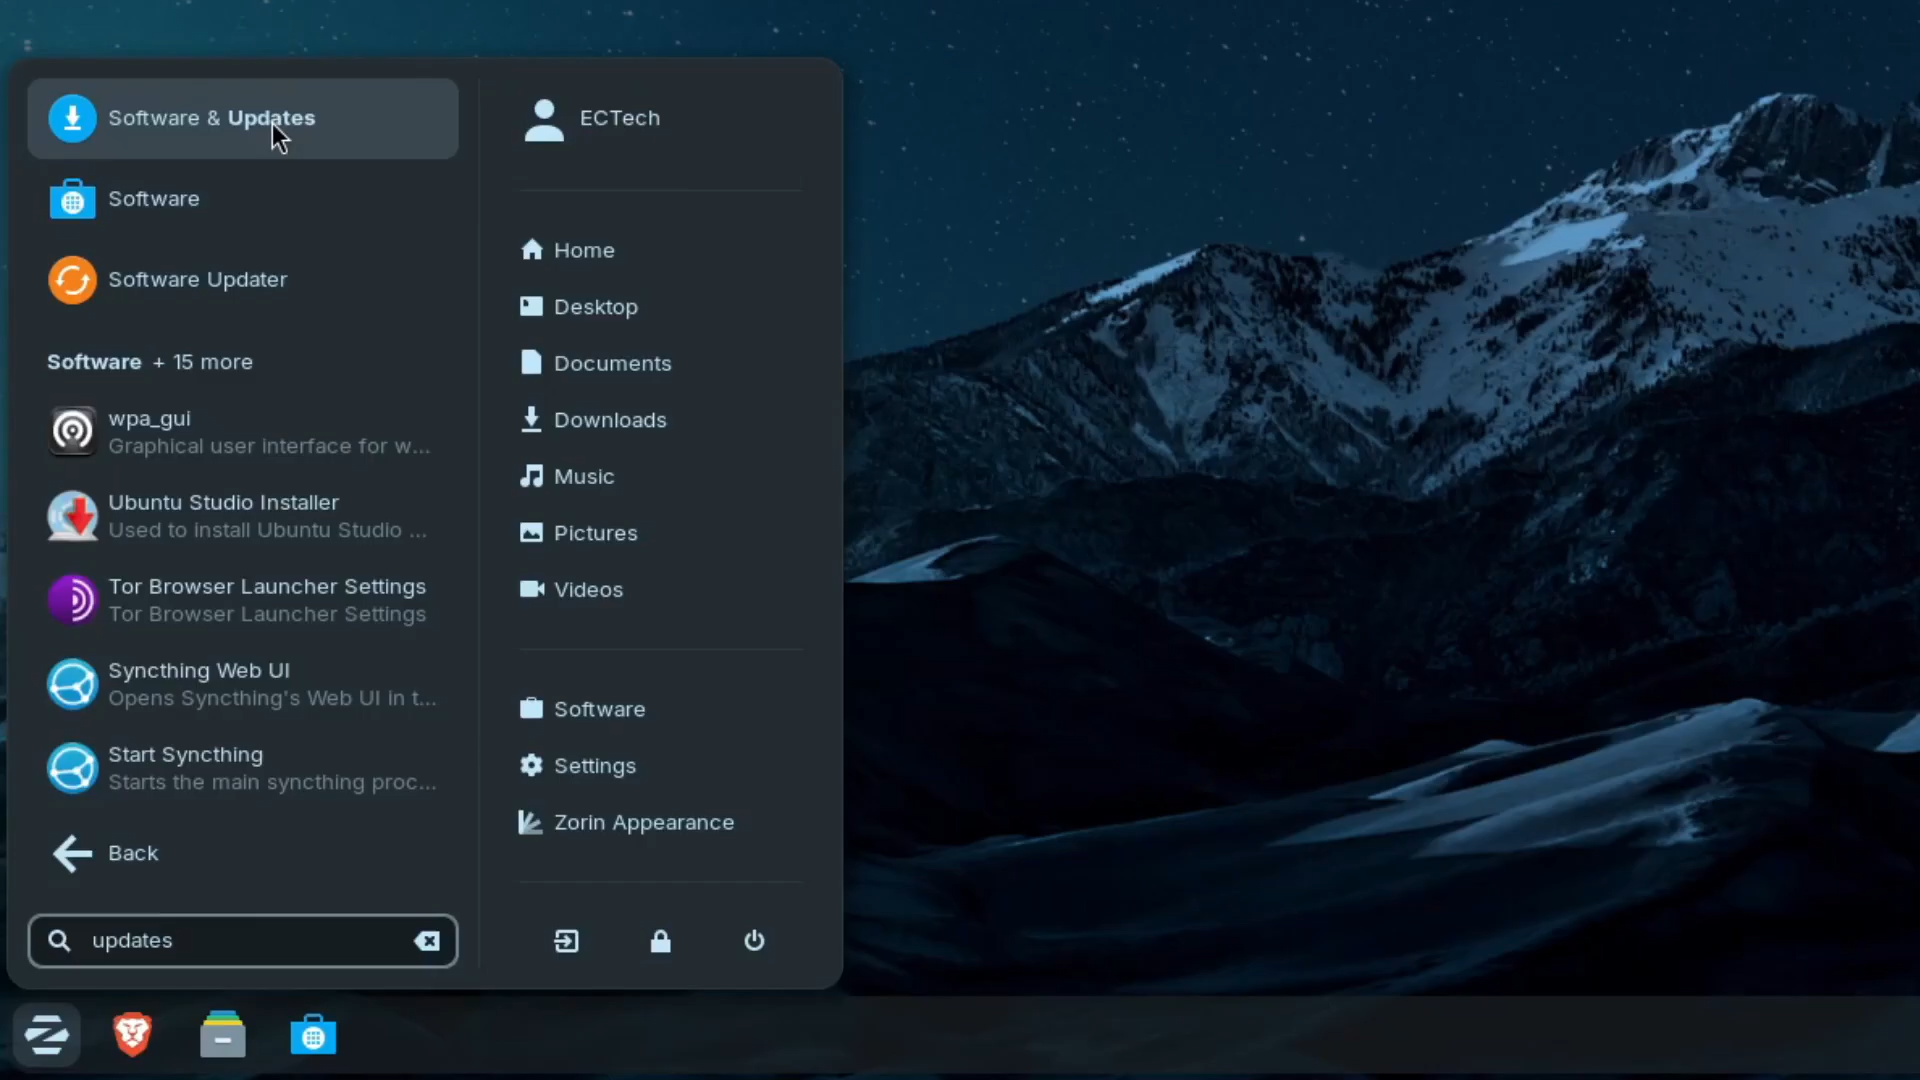 Software & Updates
Software
Software Updater
Software + 15 more
wpa_gui
Graphical user interface for w...
Ubuntu Studio Installer
Used to install Ubuntu Studio ...
Tor Browser Launcher Settings
Tor Browser Launcher Settings
Syncthing Web UI
Opens Syncthing's Web UI in t...
Start Syncthing
Starts the main syncthing proc...
Back
updates
ECTech
Home
Desktop
Documents
Downloads
Music
Pictures
Videos
Software
Settings
Zorin Appearance